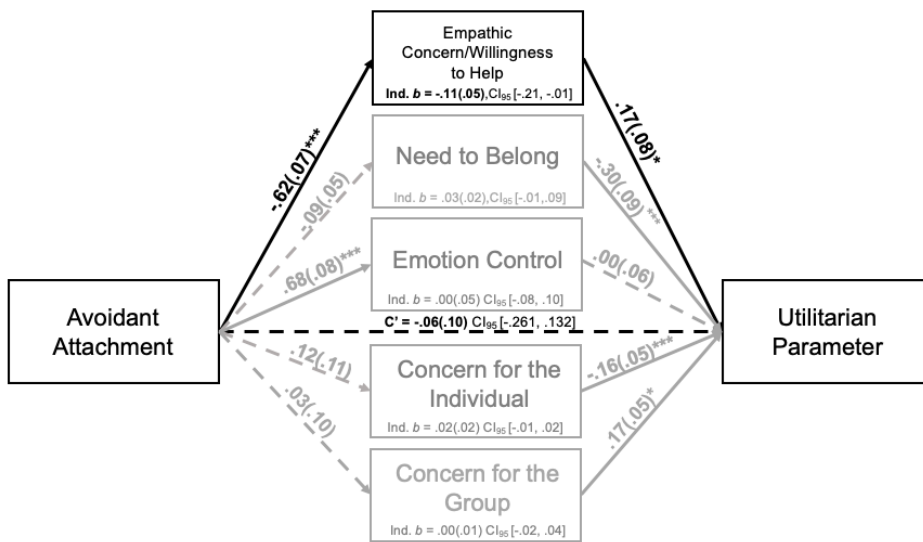 Empathic
Concern/Willingness
to Help
Ind. b = -.11(.05),CI₉₅ [-.21, -.01]
-.62(.07)***
.17(.08)*
Need to Belong
Ind. b = .03(.02),CI₉₅ [-.01,.09]
-.09(.05)
-.30(.09)***
Emotion Control
Ind. b = .00(.05) CI₉₅ [-.08, .10]
.68(.08)***
.00(.06)
Avoidant
Attachment
C' = -.06(.10) CI₉₅ [-.261, .132]
Utilitarian
Parameter
.12(.11)
Concern for the
Individual
Ind. b = .02(.02) CI₉₅ [-.01, .02]
-.16(.05)***
.03(.10)
Concern for the
Group
Ind. b = .00(.01) CI₉₅ [-.02, .04]
.17(.05)*